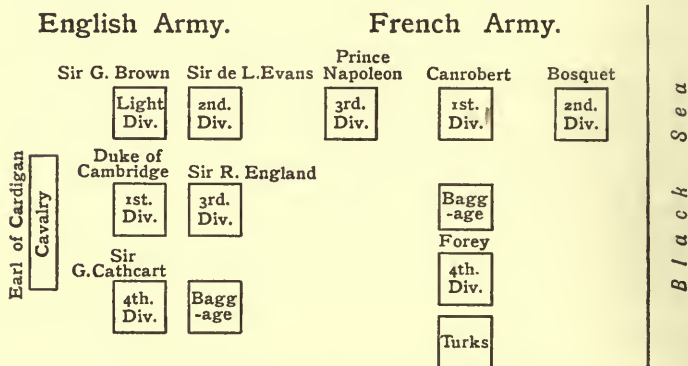 English Army.
French Army.
Sir G. Brown
Sir de L.Evans
Prince
Napoleon
Canrobert
Bosquet
Light
Div.
2nd.
Div.
3rd.
Div.
1st.
Div.
2nd.
Div.
Black Sea
Earl of Cardigan
Cavalry
Duke of
Cambridge
Sir R. England
1st.
Div.
3rd.
Div.
Bagg
-age
Sir
G.Cathcart
Forey
4th.
Div.
Bagg
-age
4th.
Div.
Turks